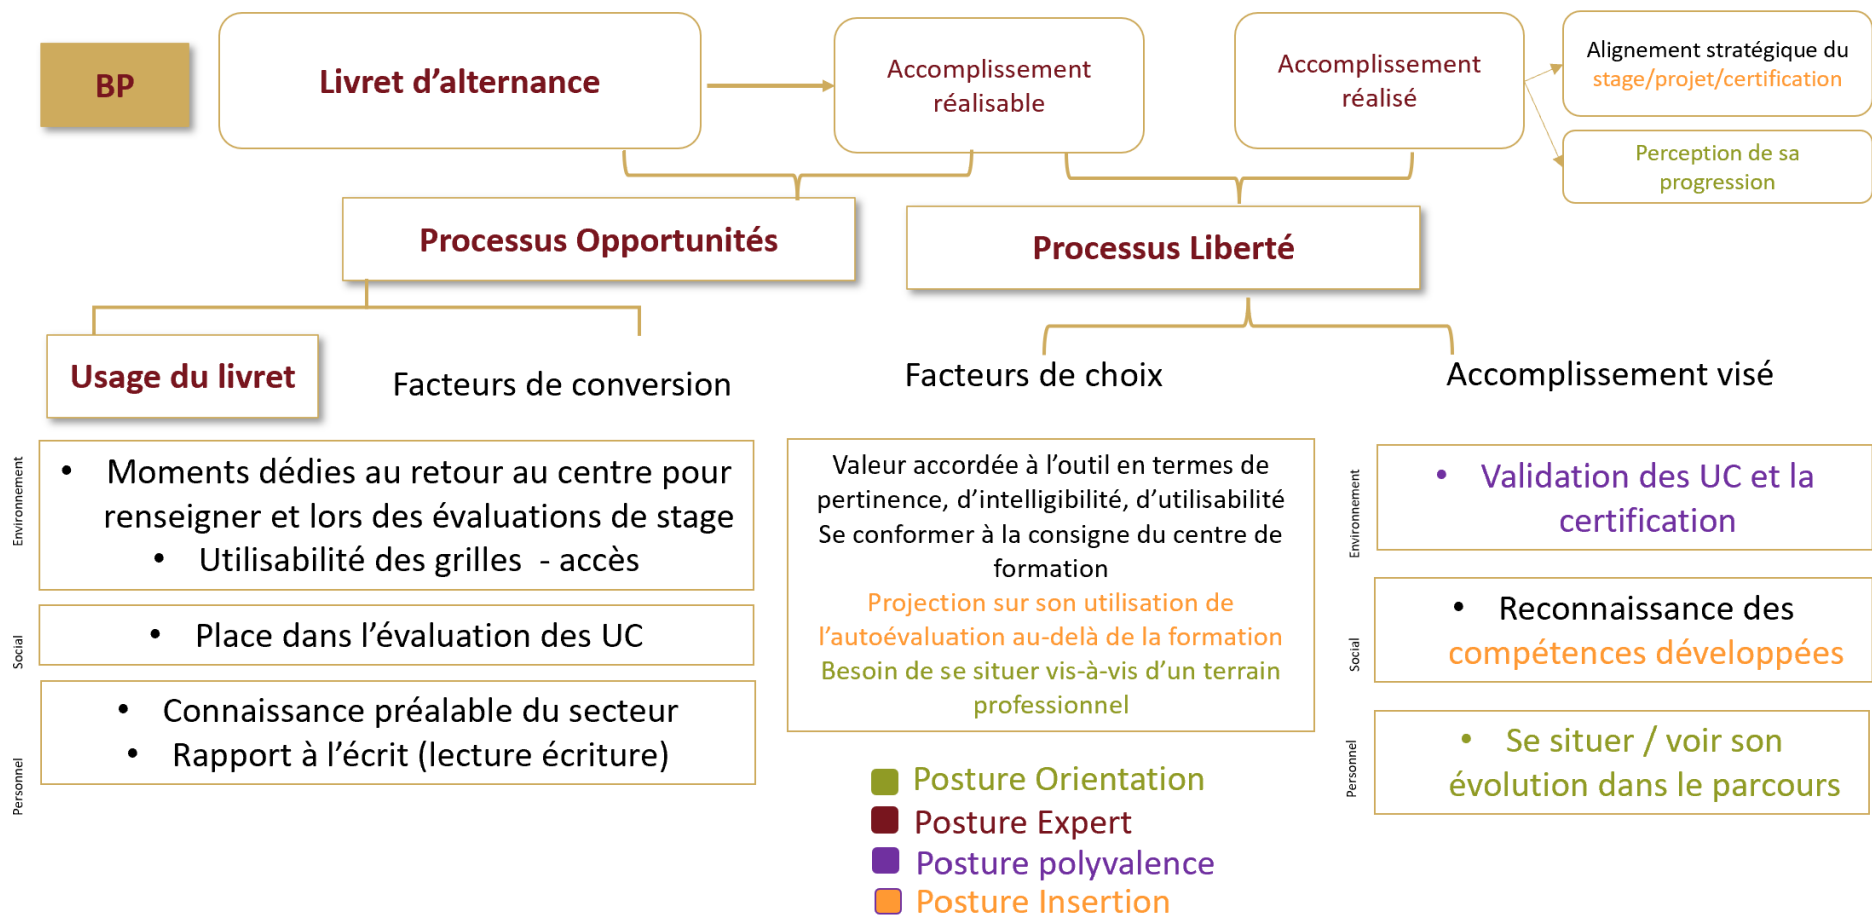 BP
Livret d'alternance
Accomplissement
réalisable
Accomplissement
réalisé
Alignement stratégique du
stage/projet/certification
Perception de sa
progression
Processus Opportunités
Processus Liberté
Usage du livret
Facteurs de conversion
Facteurs de choix
Accomplissement visé
Environnement
• Moments dédies au retour au centre pour
renseigner et lors des évaluations de stage
• Utilisabilité des grilles - accès
Social
• Place dans l'évaluation des UC
Personnel
• Connaissance préalable du secteur
• Rapport à l'écrit (lecture écriture)
Valeur accordée à l'outil en termes de
pertinence, d'intelligibilité, d'utilisabilité
Se conformer à la consigne du centre de
formation
Projection sur son utilisation de
l'autoévaluation au-delà de la formation
Besoin de se situer vis-à-vis d'un terrain
professionnel
Environnement
• Validation des UC et la
certification
Social
• Reconnaissance des
compétences développées
Personnel
• Se situer / voir son
évolution dans le parcours
Posture Orientation
Posture Expert
Posture polyvalence
Posture Insertion